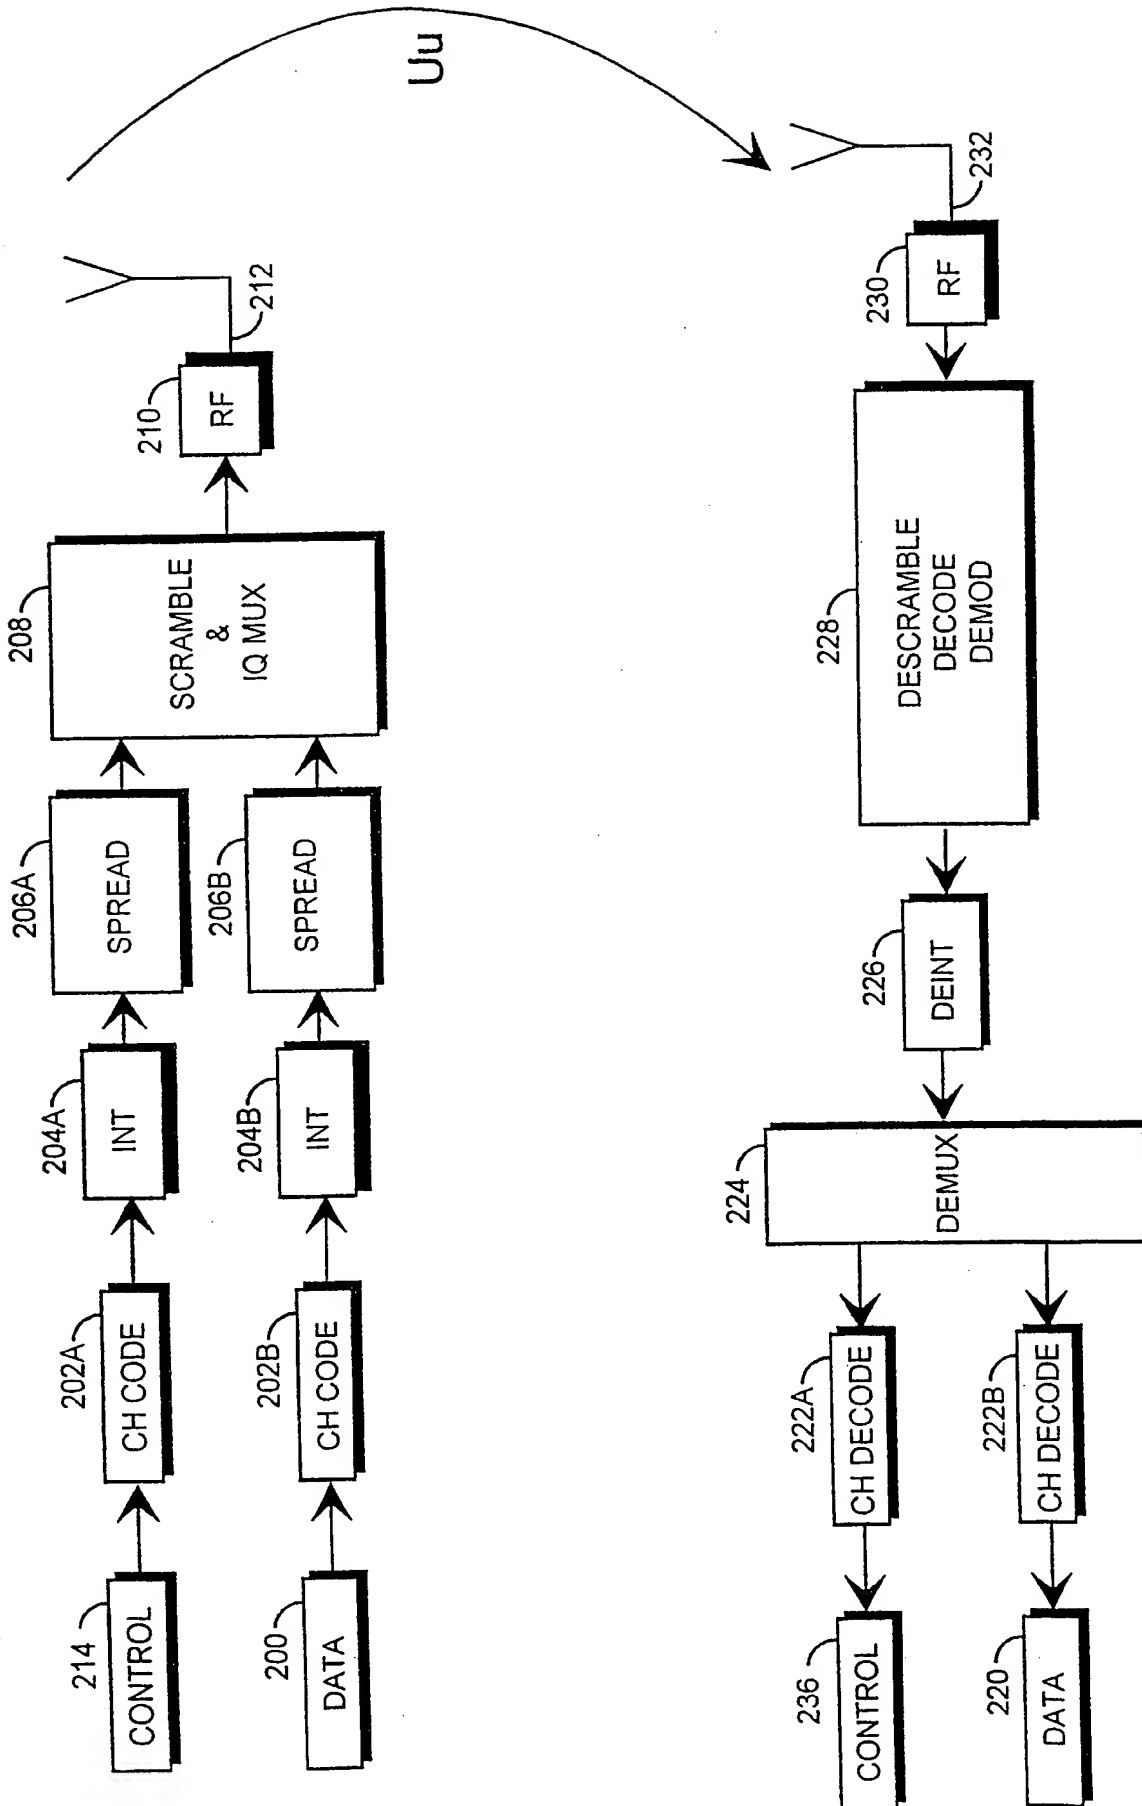 214
CONTROL
202A
CH CODE
204A
INT
206A
SPREAD
200
DATA
202B
CH CODE
204B
INT
206B
SPREAD
208
SCRAMBLE
&
IQ MUX
210
RF
212
Uu
236
CONTROL
222A
CH DECODE
220
DATA
222B
CH DECODE
224
DEMUX
226
DEINT
228
DESCRAMBLE
DECODE
DEMOD
230
RF
232